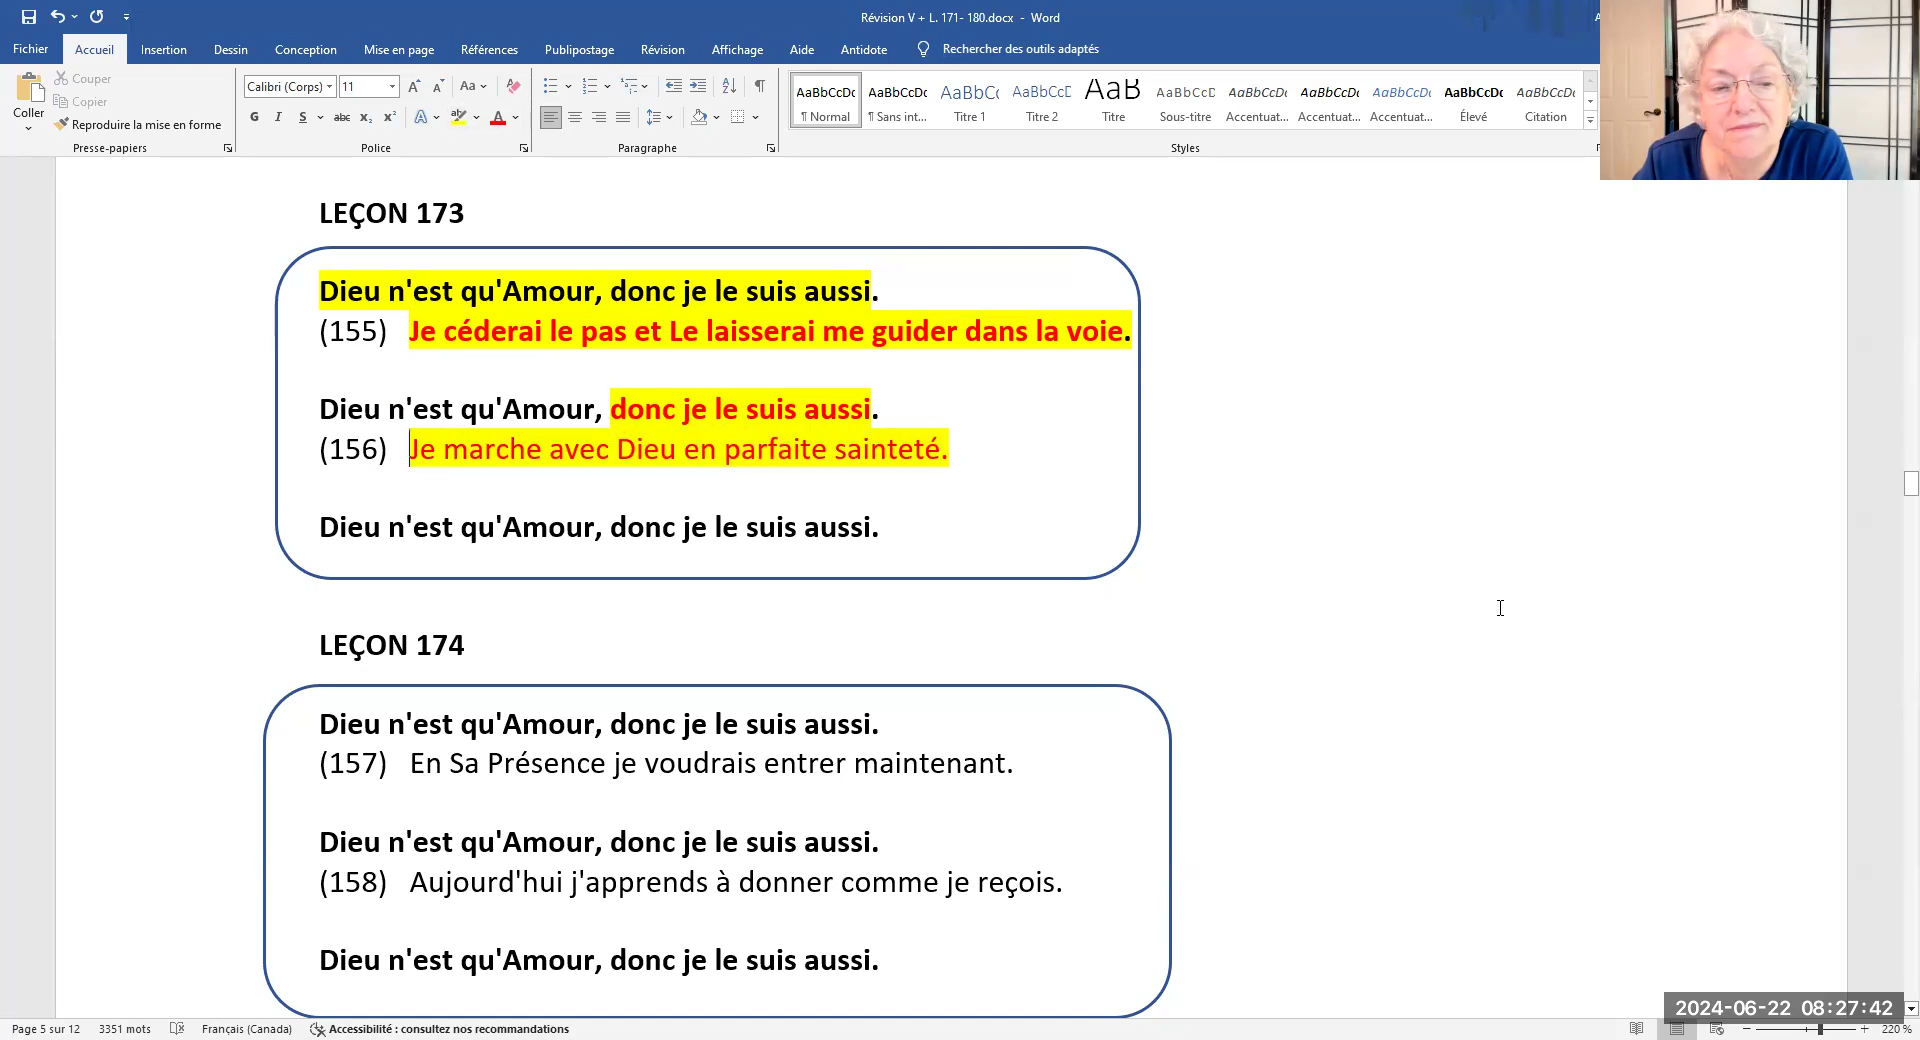 Révision V + L. 171- 180.docx - Word
Fichier Accueil Insertion Dessin Conception Mise en page Références Publipostage Révision Affichage Aide Antidote Rechercher des outils adaptés
Coller
Couper
Copier
Reproduire la mise en forme
Presse-papiers
Calibri (Corps) 11 Aa
G I S abc x₂ x² A A
Police
Paragraphe
AaBbCcDc AaBbCcDc AaBbCc AaBbCcD AaB AaBbCcD AaBbCcDc AaBbCcDc AaBbCcDc AaBbCcDc AaBbCcDc
¶ Normal ¶ Sans int... Titre 1 Titre 2 Titre Sous-titre Accentuat... Accentuat... Accentuat... Élevé Citation
Styles
LEÇON 173
Dieu n'est qu'Amour, donc je le suis aussi.
(155) Je céderai le pas et Le laisserai me guider dans la voie.
Dieu n'est qu'Amour, donc je le suis aussi.
(156) Je marche avec Dieu en parfaite sainteté.
Dieu n'est qu'Amour, donc je le suis aussi.
LEÇON 174
Dieu n'est qu'Amour, donc je le suis aussi.
(157) En Sa Présence je voudrais entrer maintenant.
Dieu n'est qu'Amour, donc je le suis aussi.
(158) Aujourd'hui j'apprends à donner comme je reçois.
Dieu n'est qu'Amour, donc je le suis aussi.
2024-06-22 08:27:42
Page 5 sur 12 3351 mots Français (Canada) Accessibilité : consultez nos recommandations 220 %